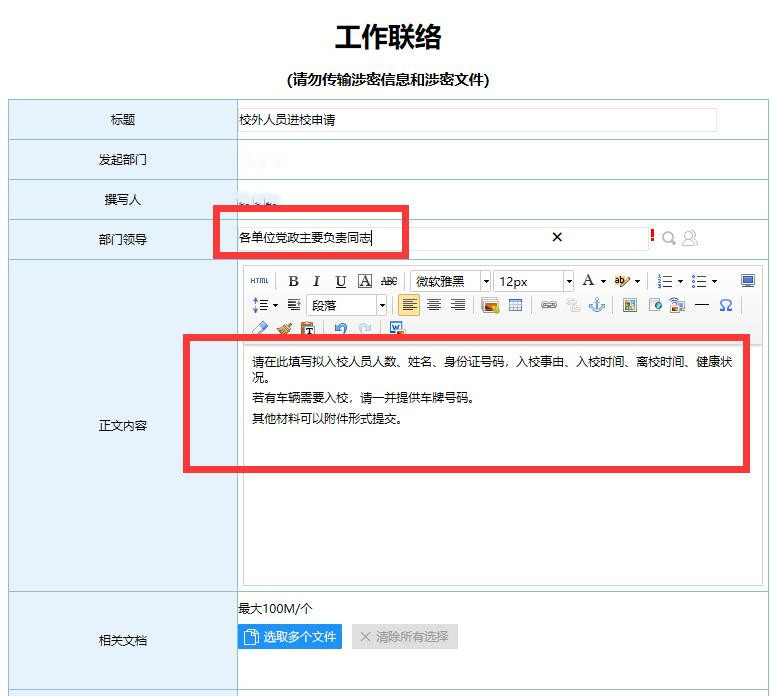 工作联络
(请勿传输涉密信息和涉密文件)
标题 校外人员进校申请
发起部门
撰写人
部门领导 各单位党政主要负责同志 ✕ !
HTML B I U A ABC 微软雅黑 12px A ab
段落 Ω
T W
请在此填写拟入校人员人数、姓名、身份证号码，入校事由、入校时间、离校时间、健康状
况。
正文内容
若有车辆需要入校，请一并提供车牌号码。
其他材料可以附件形式提交。
相关文档
最大100M/个
选取多个文件 ✕ 清除所有选择